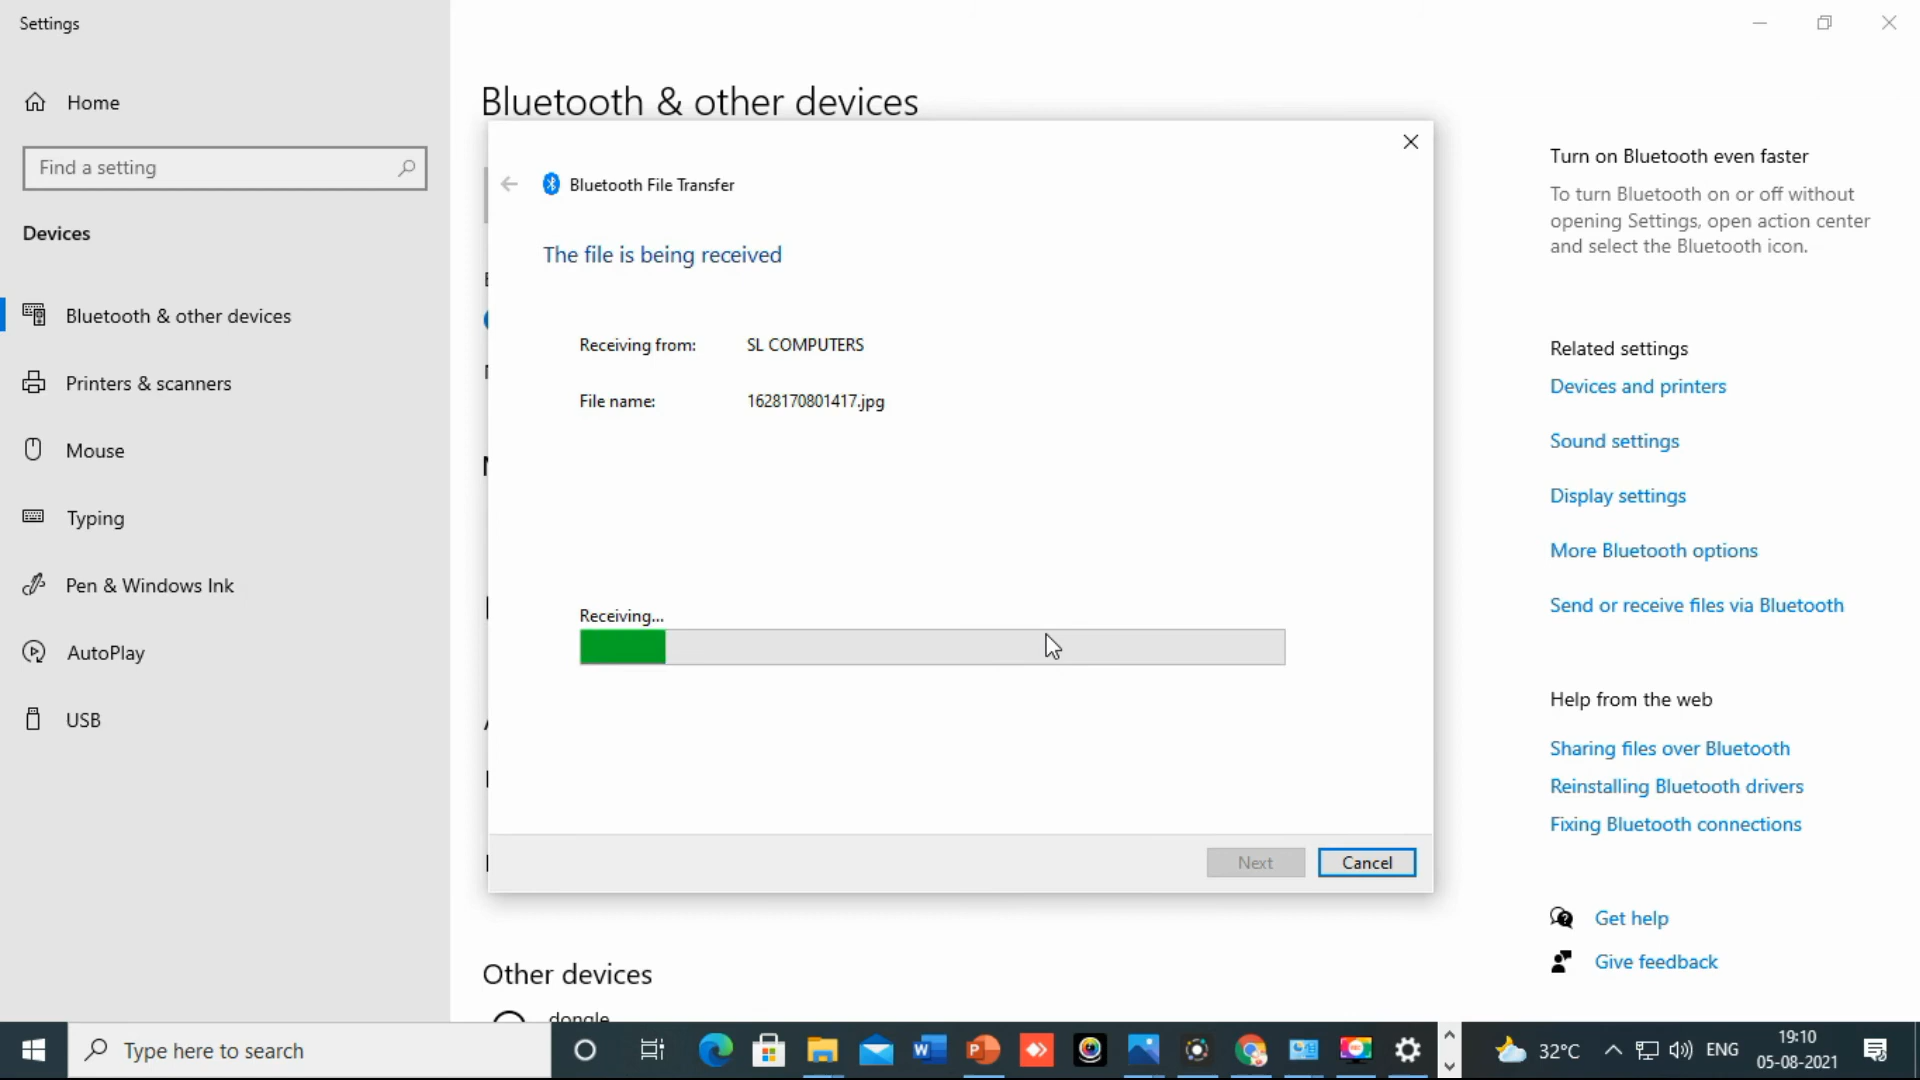 Settings
Home
Find a setting
Devices
Bluetooth & other devices
Printers & scanners
Mouse
Typing
Pen & Windows Ink
AutoPlay
USB
Bluetooth & other devices
Bluetooth File Transfer
The file is being received
Receiving from: SL COMPUTERS
File name: 1628170801417.jpg
Receiving...
Next Cancel
Other devices
dongle
Turn on Bluetooth even faster
To turn Bluetooth on or off without
opening Settings, open action center
and select the Bluetooth icon.
Related settings
Devices and printers
Sound settings
Display settings
More Bluetooth options
Send or receive files via Bluetooth
Help from the web
Sharing files over Bluetooth
Reinstalling Bluetooth drivers
Fixing Bluetooth connections
Get help
Give feedback
Type here to search
32°C
ENG
19:10
05-08-2021